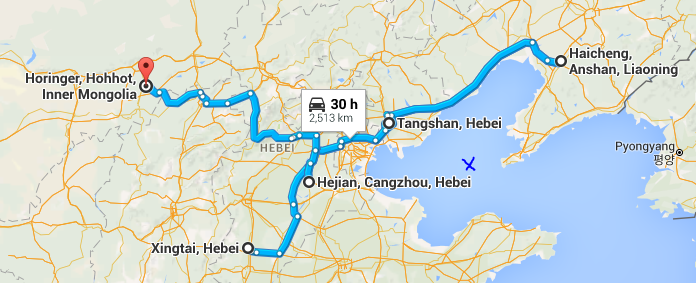 Haicheng,
Anshan, Liaoning
Horinger, Hohhot,
Inner Mongolia
30 h
2,513 km
Tangshan, Hebei
HEBEI
Pyongyang
평양
Hejian, Cangzhou, Hebei
Xingtai, Hebei